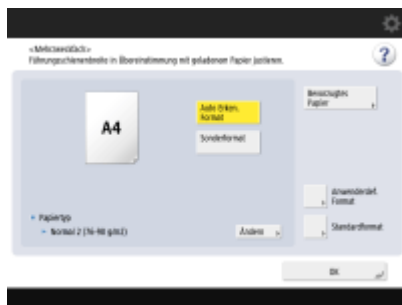 <Mehrzweckfach>
Führungsschienenbreite in Übereinstimmung mit geladenem Papier justieren.
?
A4
Auto Erken.
Format
Sonderformat
Bevorzugtes
Papier
Anwenderdef.
Format
Standardformat
Papiertyp
Normal 2 (76-90 g/m2)
Ändern
OK